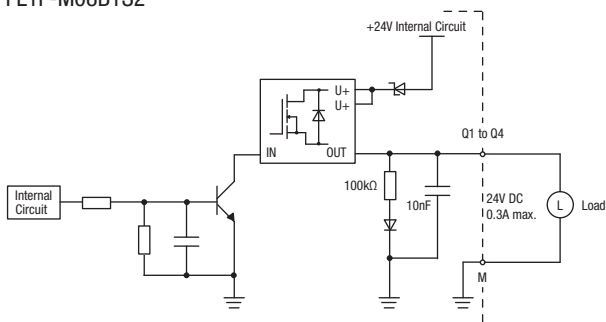 +24V Internal Circuit
U+
U+
Q1 to Q4
IN
OUT
100kΩ
10nF
24V DC
0.3A max.
L
Load
Internal
Circuit
M